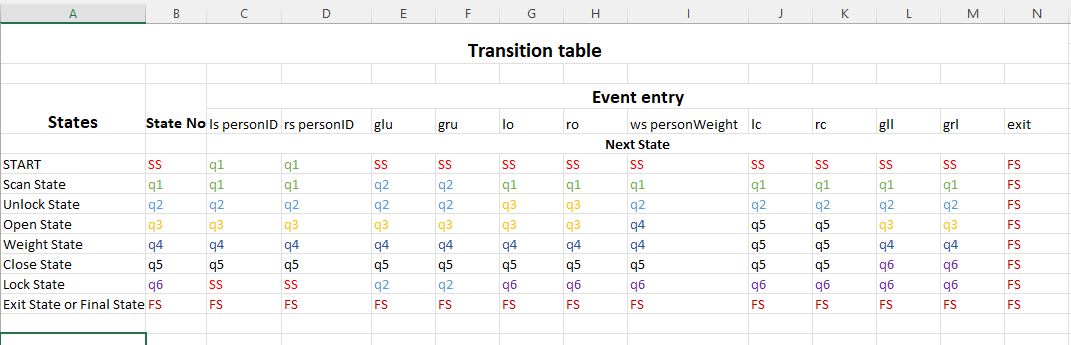 A B C D E F G H I J K L M N
Transition table
Event entry
States State No ls personID rs personID glu gru lo ro ws personWeight lc rc gll grl exit
Next State
START SS q1 q1 SS SS SS SS SS SS SS SS SS FS
Scan State q1 q1 q1 q2 q2 q1 q1 q1 q1 q1 q1 q1 FS
Unlock State q2 q2 q2 q2 q2 q3 q3 q2 q2 q2 q2 q2 FS
Open State q3 q3 q3 q3 q3 q3 q3 q4 q5 q5 q3 q3 FS
Weight State q4 q4 q4 q4 q4 q4 q4 q4 q5 q5 q4 q4 FS
Close State q5 q5 q5 q5 q5 q5 q5 q5 q5 q5 q6 q6 FS
Lock State q6 SS SS q2 q2 q6 q6 q6 q6 q6 q6 q6 FS
Exit State or Final State FS FS FS FS FS FS FS FS FS FS FS FS FS